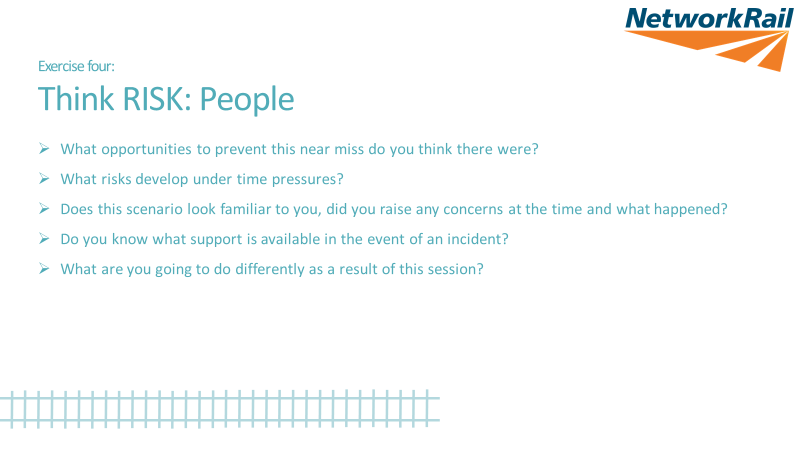 NetworkRail
Exercise four:
Think RISK: People
➢ What opportunities to prevent this near miss do you think there were?
➢ What risks develop under time pressures?
➢ Does this scenario look familiar to you, did you raise any concerns at the time and what happened?
➢ Do you know what support is available in the event of an incident?
➢ What are you going to do differently as a result of this session?